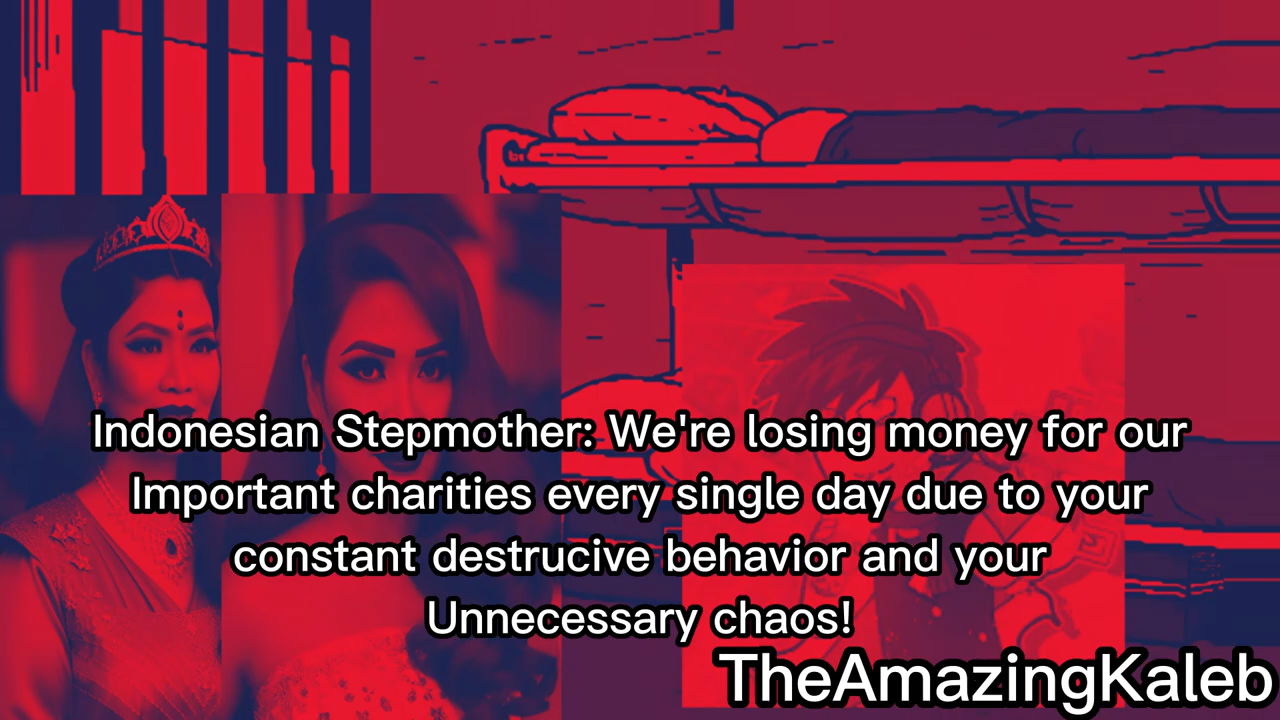 Indonesian Stepmother: We're losing money for our
Important charities every single day due to your
constant destrucive behavior and your
Unnecessary chaos!
TheAmazingKaleb